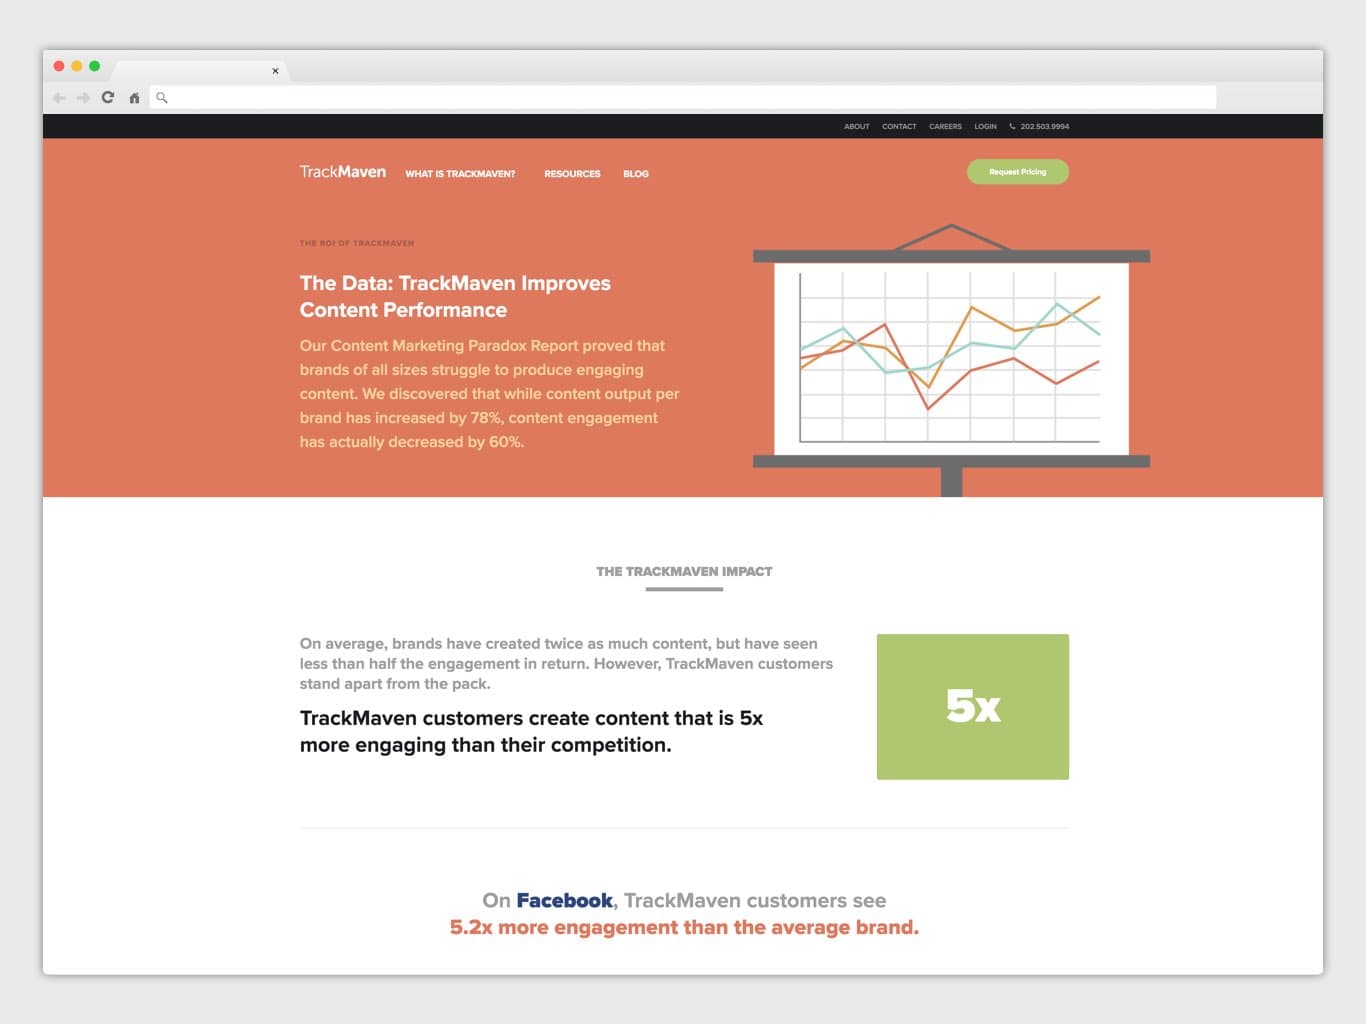 ABOUT CONTACT CAREERS LOGIN 202.503.9994
TrackMaven WHAT IS TRACKMAVEN? RESOURCES BLOG Request Pricing
THE ROI OF TRACKMAVEN
The Data: TrackMaven Improves
Content Performance
Our Content Marketing Paradox Report proved that
brands of all sizes struggle to produce engaging
content. We discovered that while content output per
brand has increased by 78%, content engagement
has actually decreased by 60%.
THE TRACKMAVEN IMPACT
On average, brands have created twice as much content, but have seen
less than half the engagement in return. However, TrackMaven customers
stand apart from the pack.
TrackMaven customers create content that is 5x
more engaging than their competition.
5x
On Facebook, TrackMaven customers see
5.2x more engagement than the average brand.